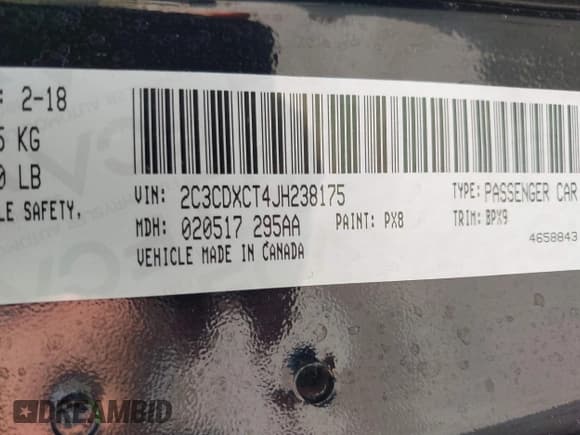 : 2-18
5 KG
0 LB
LE SAFETY,
VIN: 2C3CDXCT4JH238175
TYPE: PASSENGER CAR
MDH: 020517 295AA
PAINT: PX8
TRIM: BPX9
VEHICLE MADE IN CANADA
4658843
DREAMBID